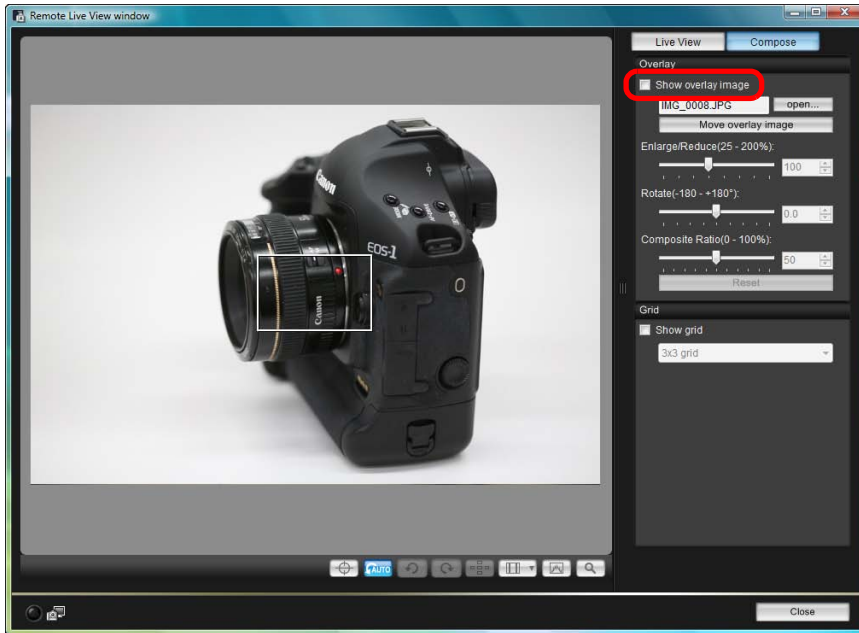 Remote Live View window
Live View
Compose
Overlay
Show overlay image
IMG_0008.JPG
open...
Move overlay image
Enlarge/Reduce(25 - 200%):
100
Rotate(-180 - +180°):
0.0
Composite Ratio(0 - 100%):
50
Reset
Grid
Show grid
3x3 grid
Canon
EOS-1
Canon
AUTO
Close